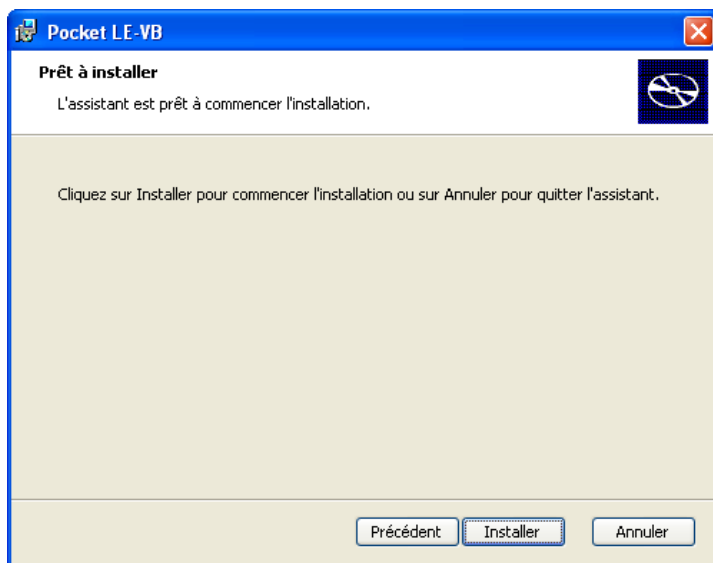 Pocket LE-VB
Prêt à installer
L'assistant est prêt à commencer l'installation.
Cliquez sur Installer pour commencer l'installation ou sur Annuler pour quitter l'assistant.
Précédent Installer Annuler